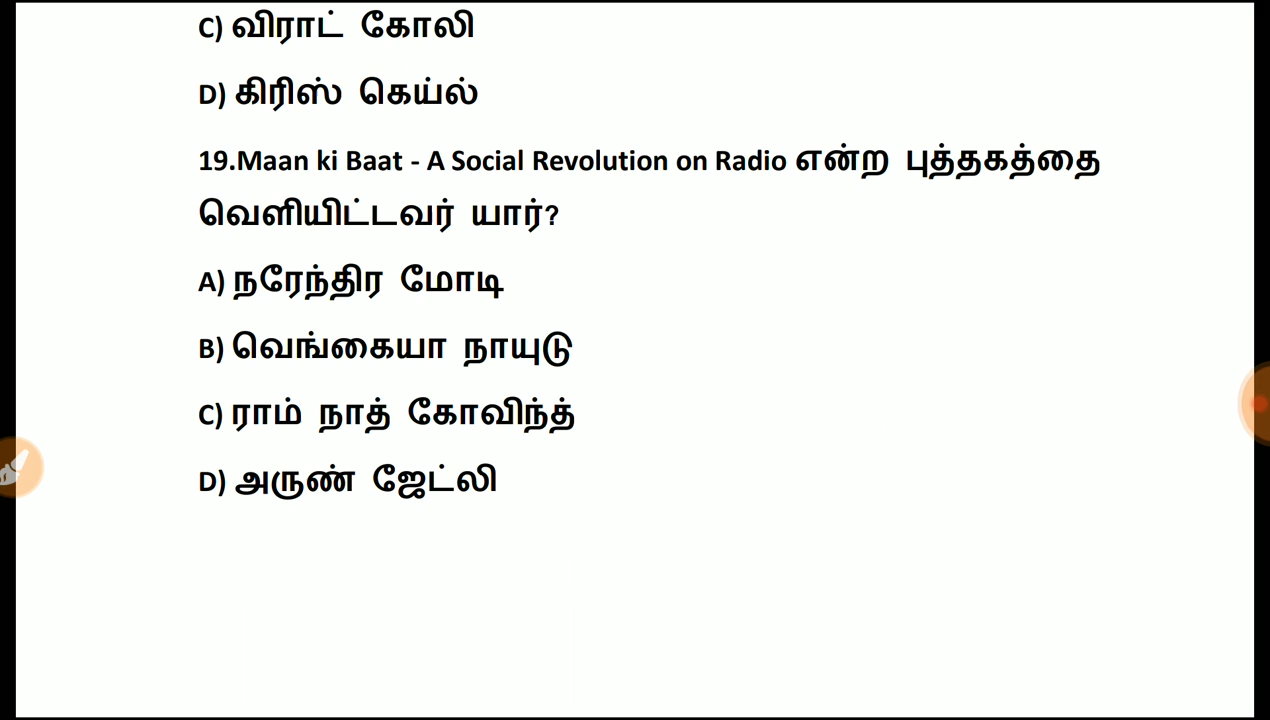 C) விராட் கோலி
D) கிரிஸ் கெய்ல்
19.Maan ki Baat - A Social Revolution on Radio என்ற புத்தகத்தை
வெளியிட்டவர் யார்?
A) நரேந்திர மோடி
B) வெங்கையா நாயுடு
C) ராம் நாத் கோவிந்த்
D) அருண் ஜேட்லி